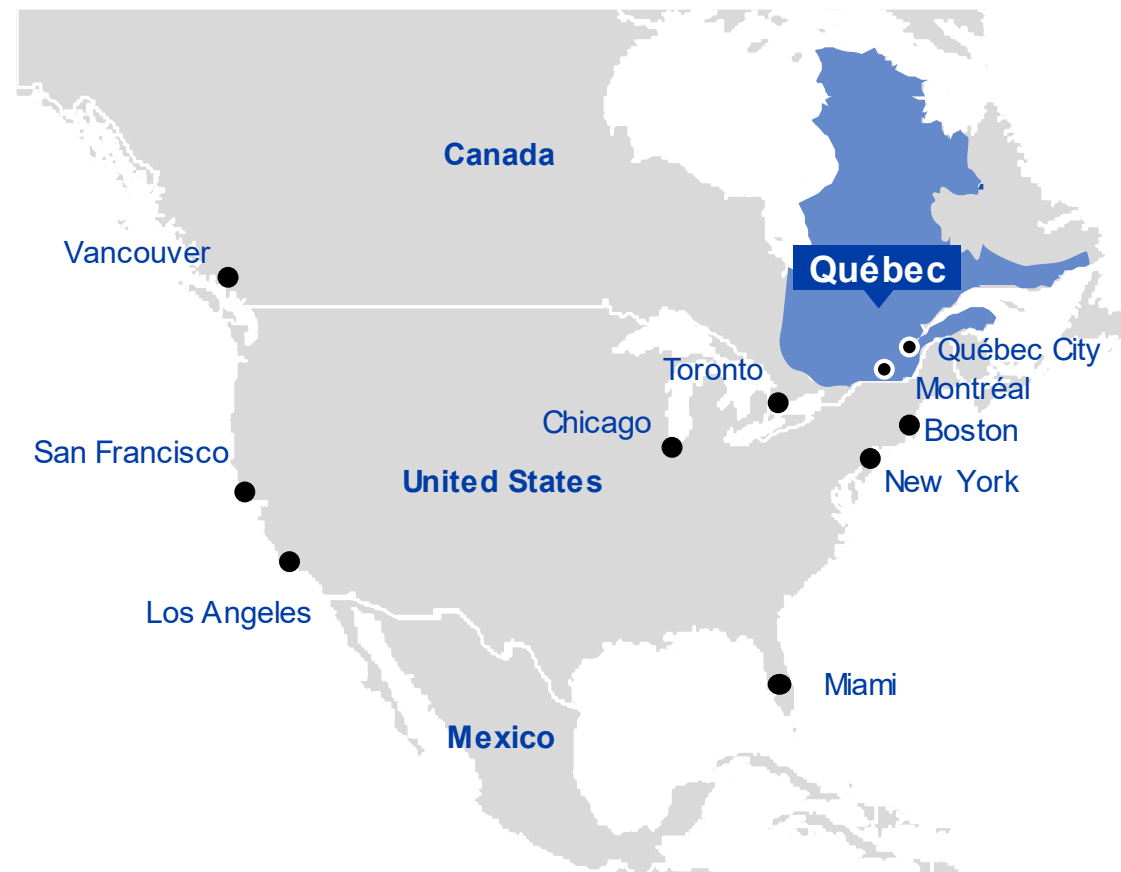 Canada
Vancouver
Québec
Québec City
Toronto
Montréal
Chicago
Boston
San Francisco
United States
New York
Los Angeles
Miami
Mexico